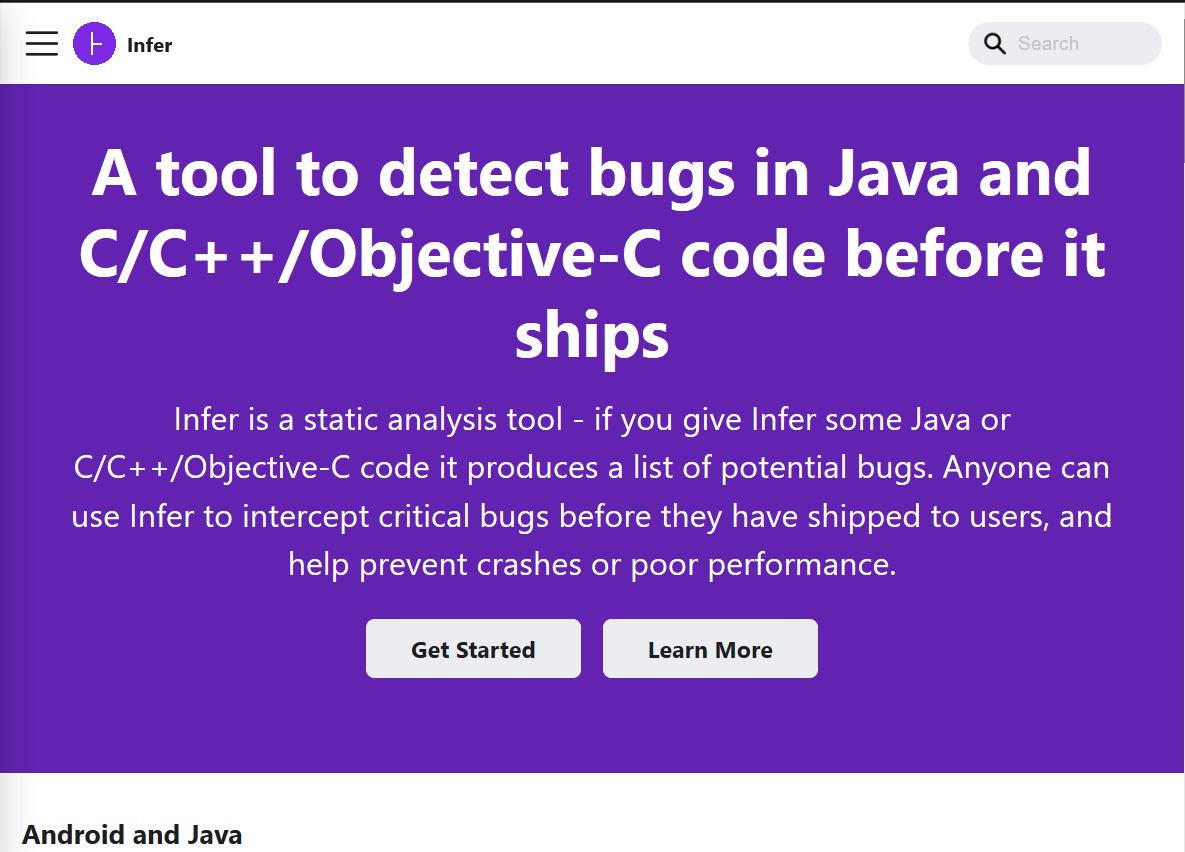 Infer
Search
A tool to detect bugs in Java and
C/C++/Objective-C code before it
ships
Infer is a static analysis tool - if you give Infer some Java or
C/C++/Objective-C code it produces a list of potential bugs. Anyone can
use Infer to intercept critical bugs before they have shipped to users, and
help prevent crashes or poor performance.
Get Started
Learn More
Android and Java